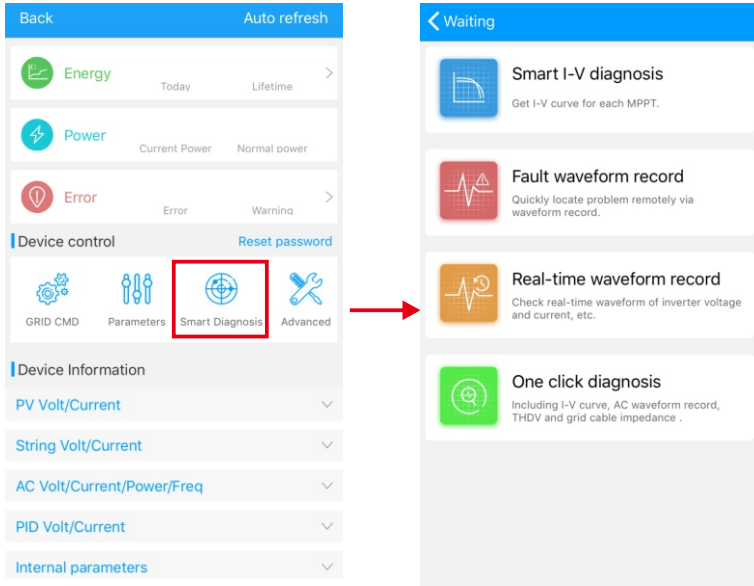 Back
Auto refresh
Energy
Today
Lifetime
Power
Current Power
Normal power
Error
Error
Warning
Device control
Reset password
GRID CMD
Parameters
Smart Diagnosis
Advanced
Device Information
PV Volt/Current
String Volt/Current
AC Volt/Current/Power/Freq
PID Volt/Current
Internal parameters
Waiting
Smart I-V diagnosis
Get I-V curve for each MPPT.
Fault waveform record
Quickly locate problem remotely via
waveform record.
Real-time waveform record
Check real-time waveform of inverter voltage
and current, etc.
One click diagnosis
Including I-V curve, AC waveform record,
THDV and grid cable impedance .